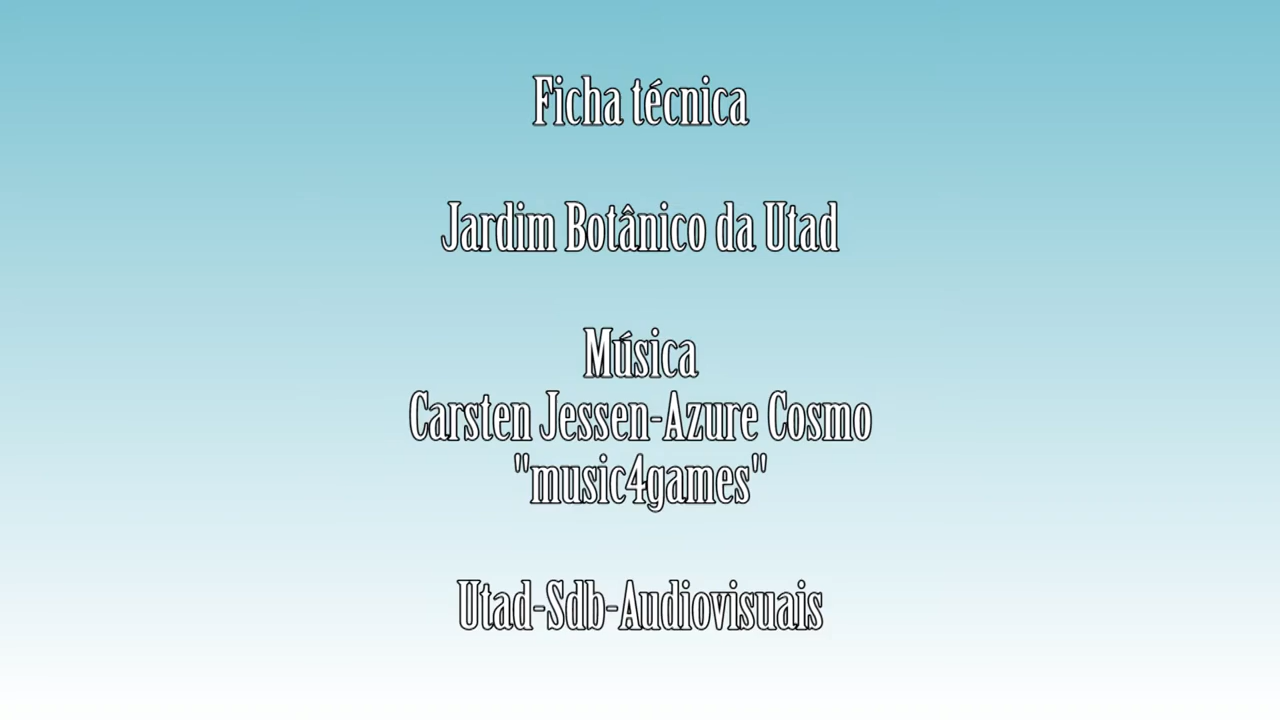 Ficha técnica
Jardim Botânico da Utad
Música
Carsten Jessen-Azure Cosmo
"music4games"
Utad-Sdb-Audiovisuais